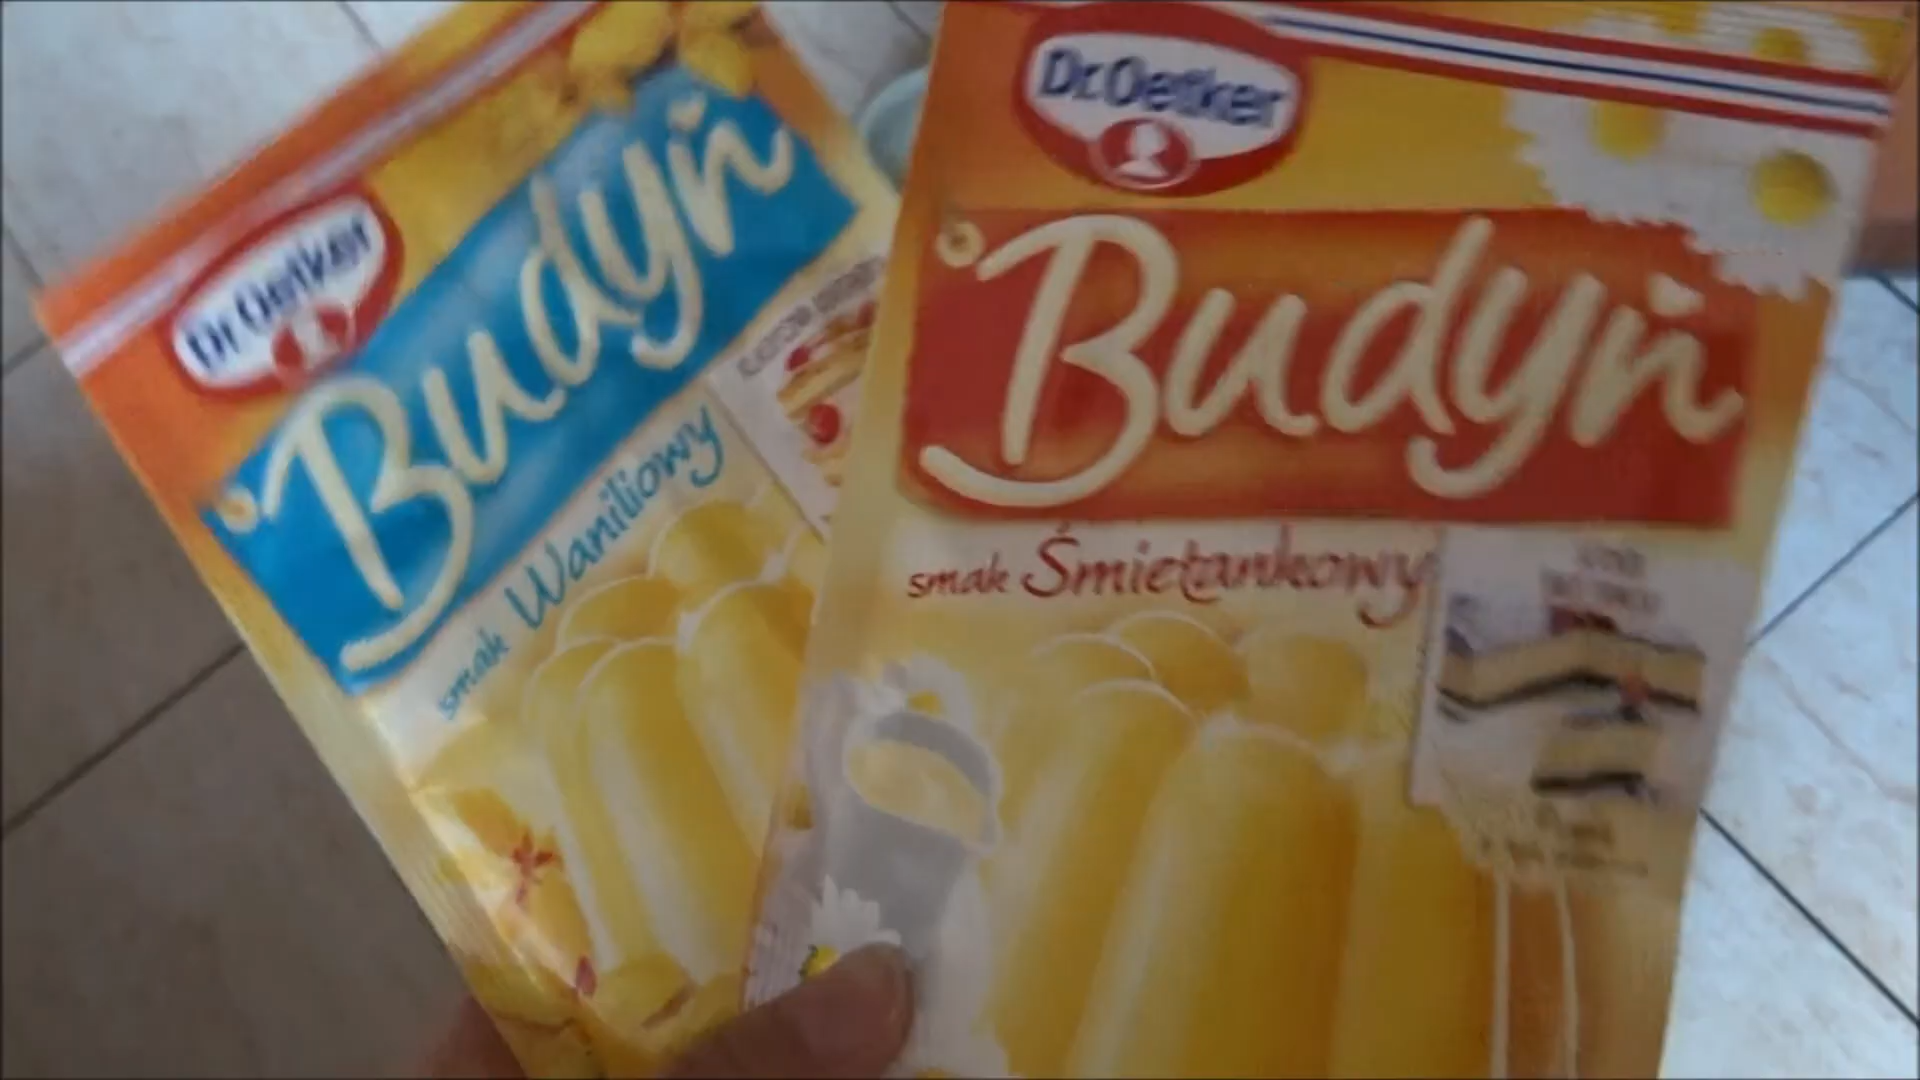 Dr.Oetker
Budyń
smak Waniliowy
Dr.Oetker
Budyń
smak Śmietankowy